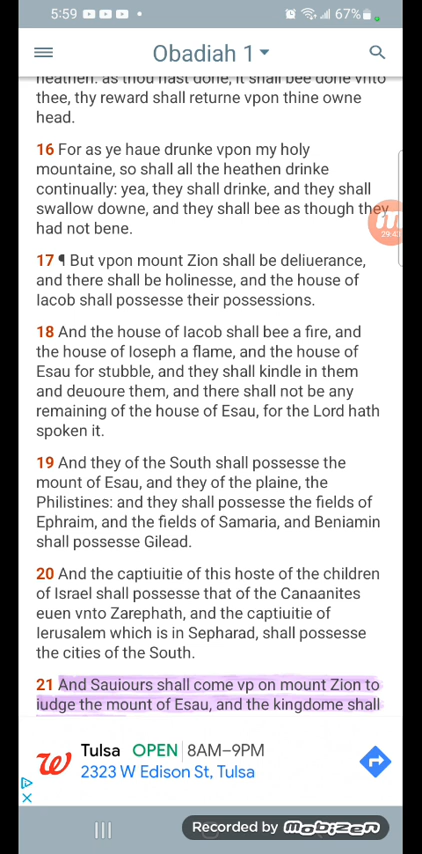 5:59 67%
Obadiah 1
heathen: as thou hast done, it shall bee done vnto
thee, thy reward shall returne vpon thine owne
head.
16 For as ye haue drunke vpon my holy
mountaine, so shall all the heathen drinke
continually: yea, they shall drinke, and they shall
swallow downe, and they shall bee as though they
had not bene.
17 ¶ But vpon mount Zion shall be deliuerance,
and there shall be holinesse, and the house of
Iacob shall possesse their possessions.
18 And the house of Iacob shall bee a fire, and
the house of Ioseph a flame, and the house of
Esau for stubble, and they shall kindle in them
and deuoure them, and there shall not be any
remaining of the house of Esau, for the Lord hath
spoken it.
19 And they of the South shall possesse the
mount of Esau, and they of the plaine, the
Philistines: and they shall possesse the fields of
Ephraim, and the fields of Samaria, and Beniamin
shall possesse Gilead.
20 And the captiuitie of this hoste of the children
of Israel shall possesse that of the Canaanites
euen vnto Zarephath, and the captiuitie of
Ierusalem which is in Sepharad, shall possesse
the cities of the South.
21 And Sauiours shall come vp on mount Zion to
iudge the mount of Esau, and the kingdome shall
Tulsa OPEN 8AM–9PM
2323 W Edison St, Tulsa
Recorded by MOBIZEN